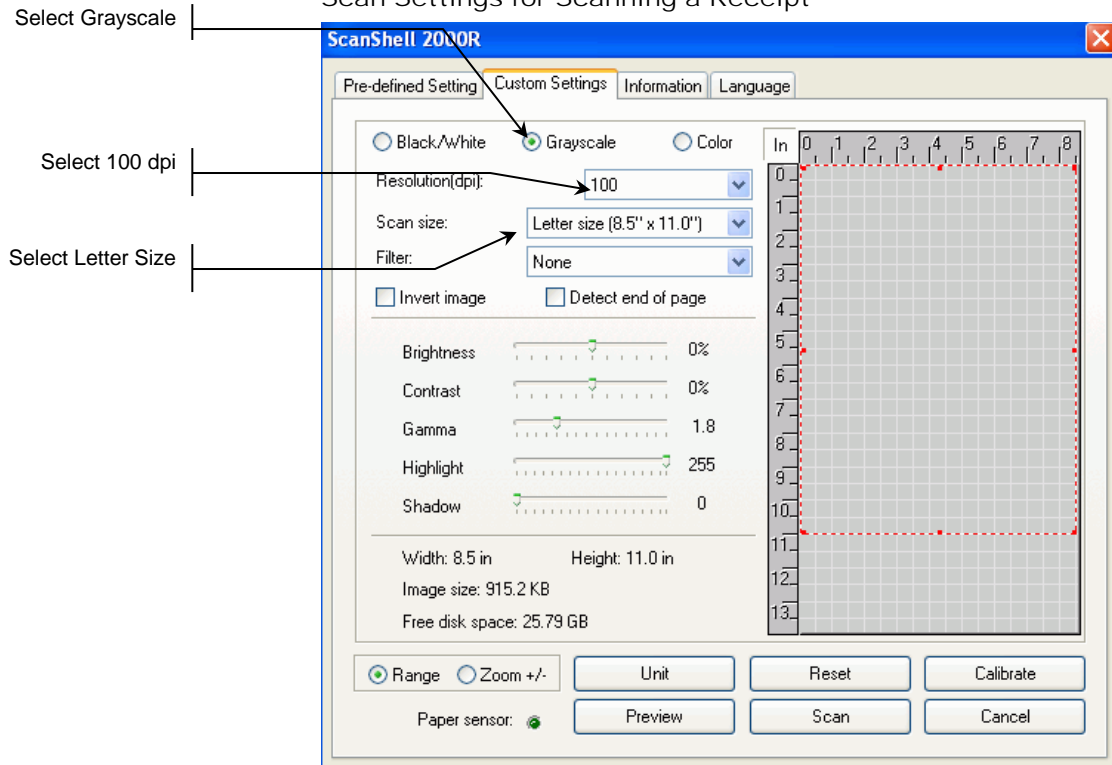 Scan Settings for Scanning a Receipt
Select Grayscale
Select 100 dpi
Select Letter Size
ScanShell 2000R
Pre-defined Setting Custom Settings Information Language
Black/White Grayscale Color
Resolution(dpi): 100
Scan size: Letter size (8.5" x 11.0")
Filter: None
Invert image Detect end of page
Brightness 0%
Contrast 0%
Gamma 1.8
Highlight 255
Shadow 0
Width: 8.5 in Height: 11.0 in
Image size: 915.2 KB
Free disk space: 25.79 GB
In 0 1 2 3 4 5 6 7 8
0
1
2
3
4
5
6
7
8
9
10
11
12
13
Range Zoom +/- Unit Reset Calibrate
Paper sensor: Preview Scan Cancel